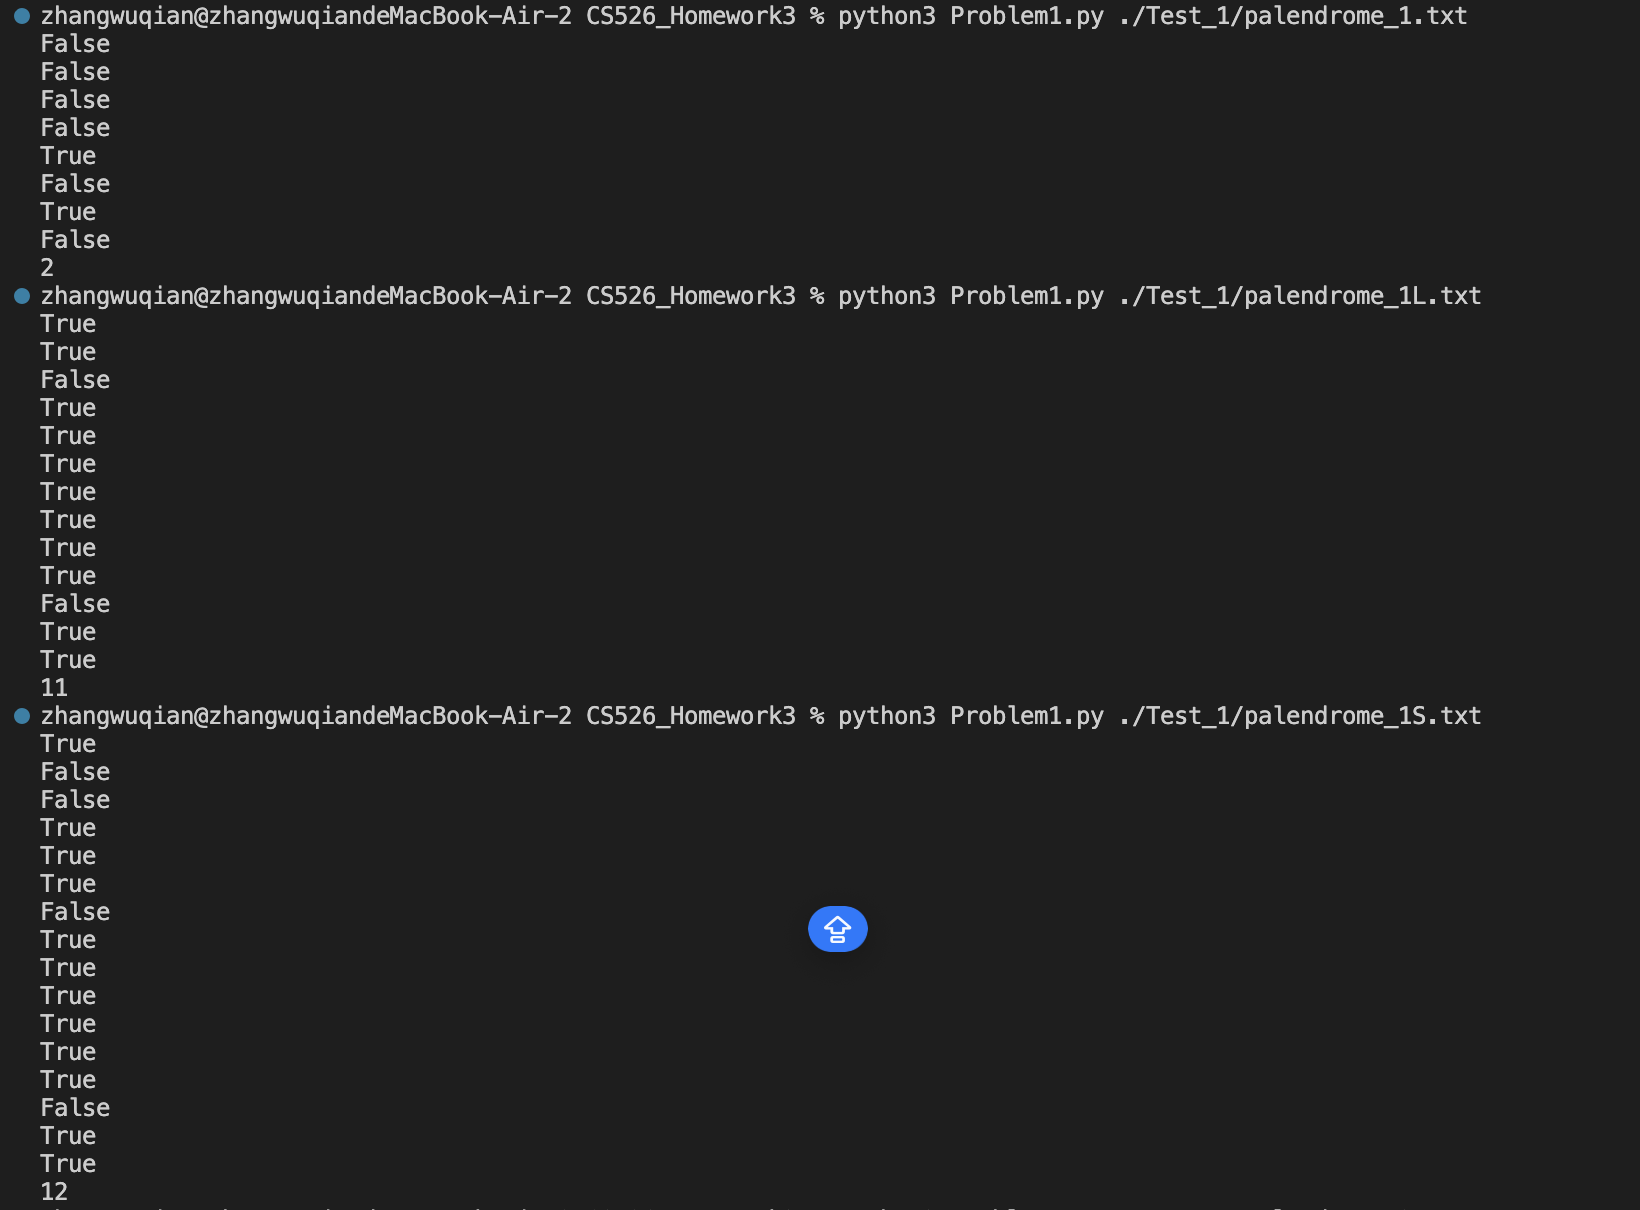 zhangwuqian@zhangwuqiandeMacBook-Air-2 CS526_Homework3 % python3 Problem1.py ./Test_1/palendrome_1.txt
False
False
False
False
True
False
True
False
2
zhangwuqian@zhangwuqiandeMacBook-Air-2 CS526_Homework3 % python3 Problem1.py ./Test_1/palendrome_1L.txt
True
True
False
True
True
True
True
True
True
True
False
True
True
11
zhangwuqian@zhangwuqiandeMacBook-Air-2 CS526_Homework3 % python3 Problem1.py ./Test_1/palendrome_1S.txt
True
False
False
True
True
True
False
True
True
True
True
True
True
False
True
True
12